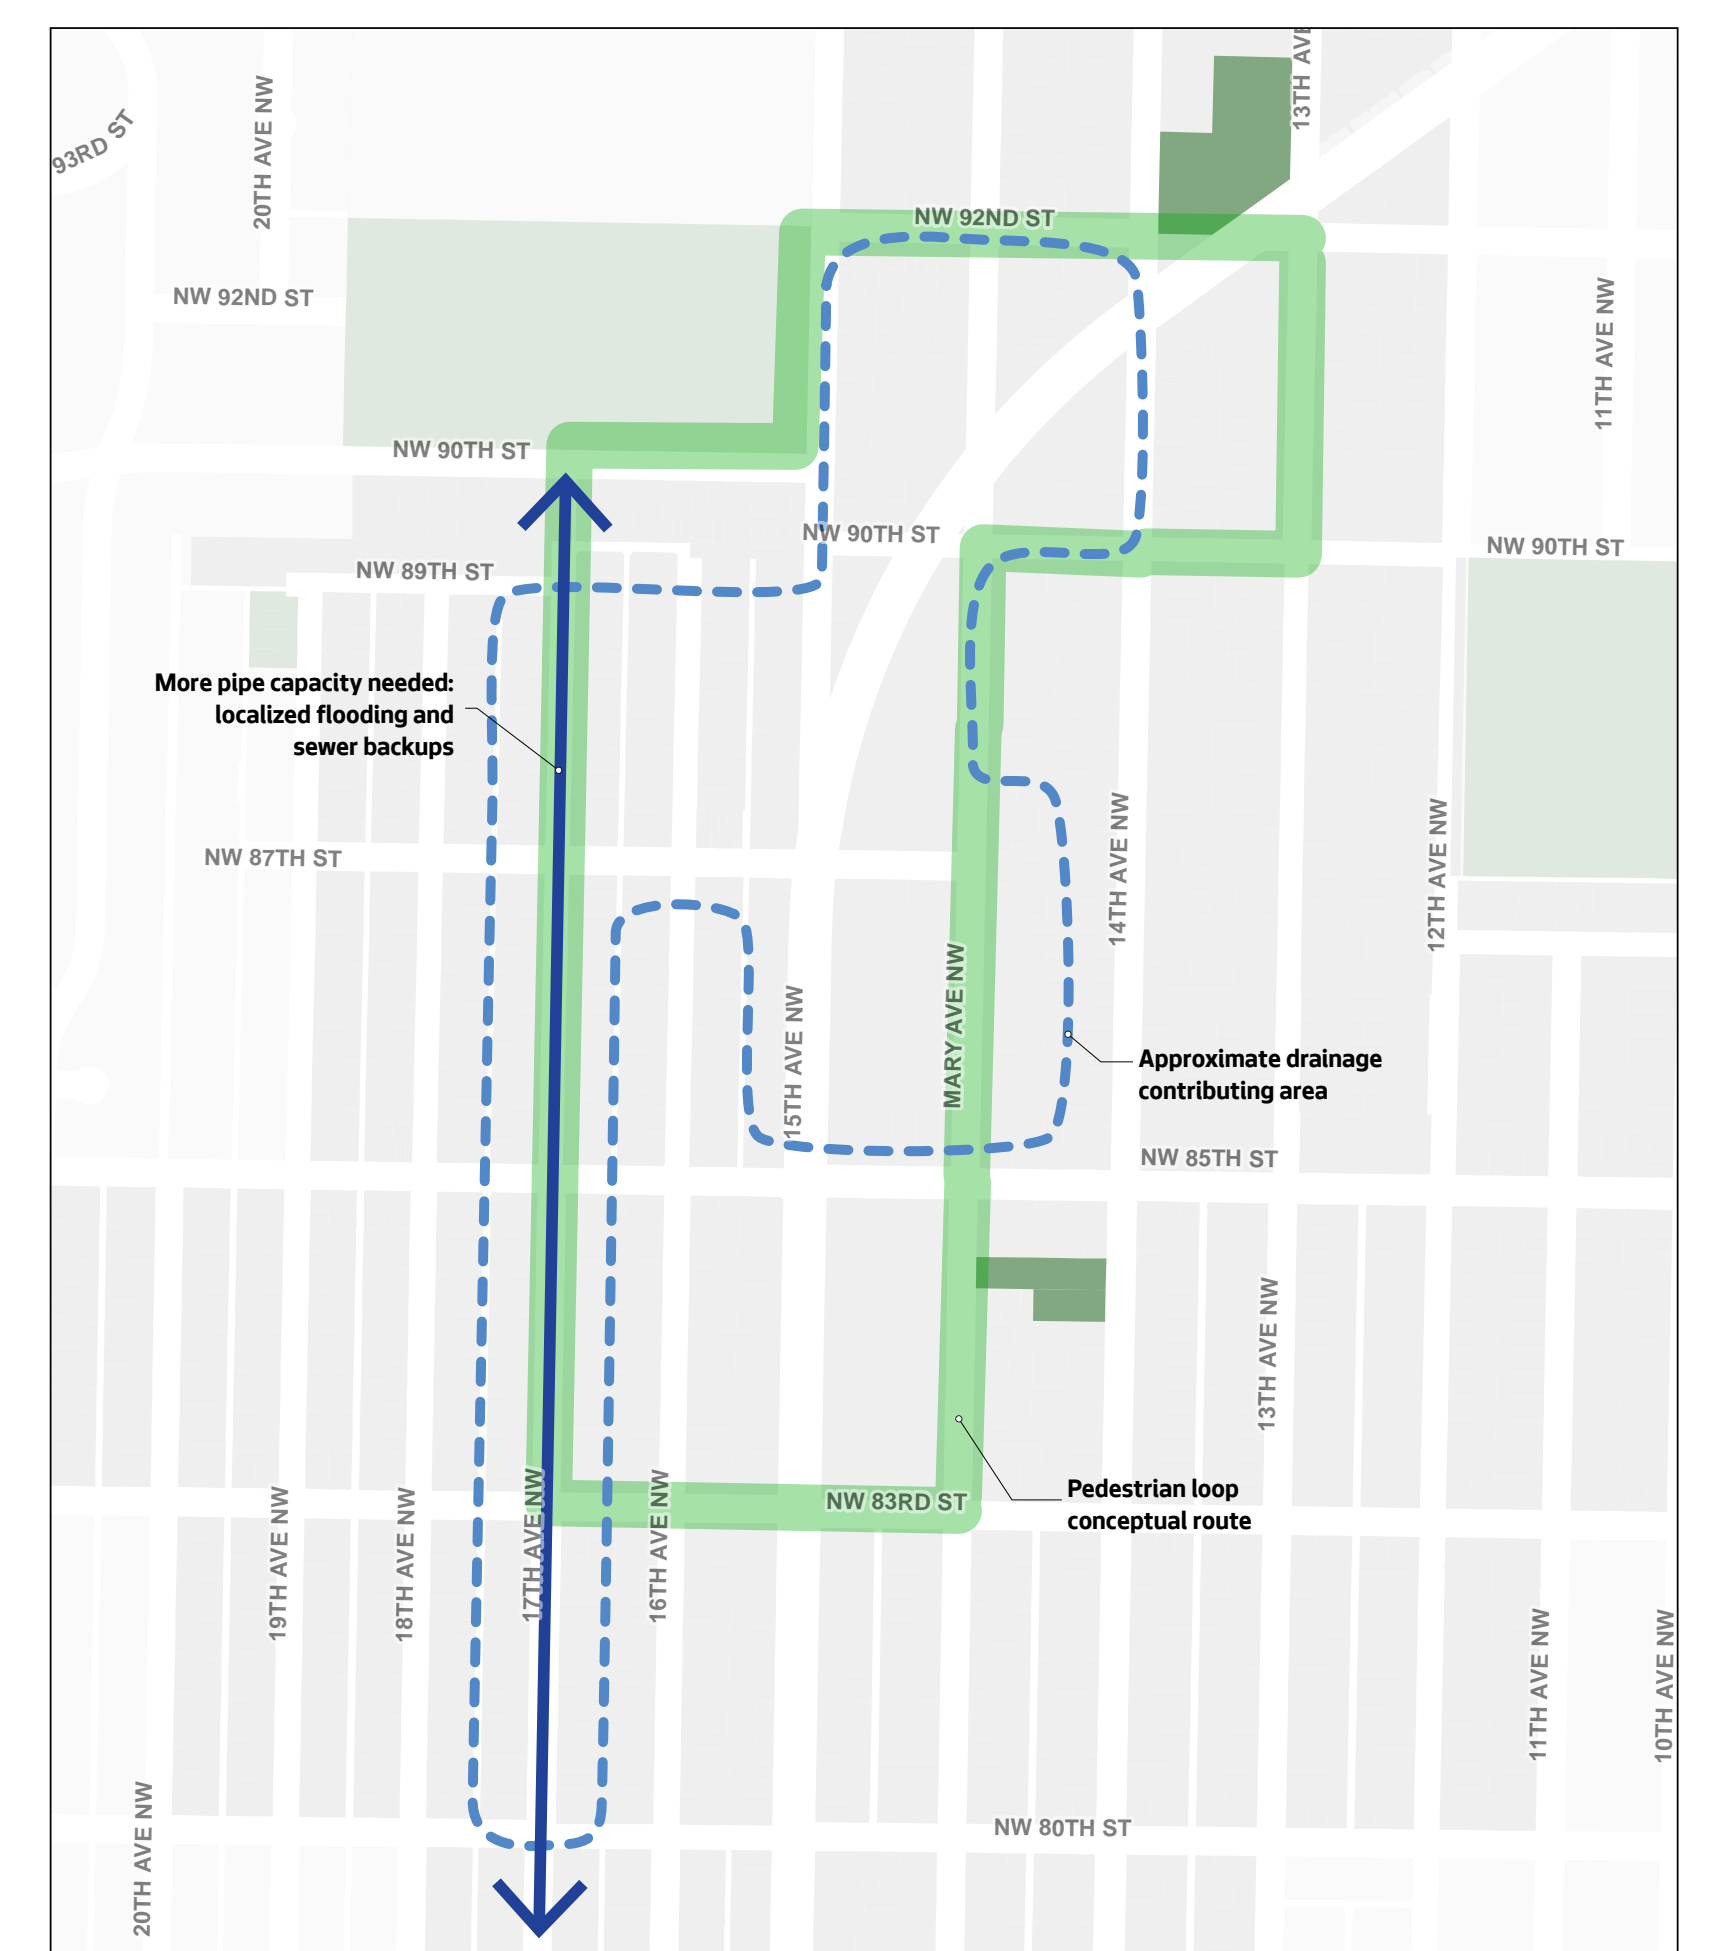 13TH AVE
93RD ST
20TH AVE NW
NW 92ND ST
NW 92ND ST
11TH AVE NW
NW 90TH ST
NW 90TH ST
NW 90TH ST
NW 89TH ST
More pipe capacity needed:
localized flooding and
sewer backups
NW 87TH ST
14TH AVE NW
12TH AVE NW
MARY AVE NW
15TH AVE NW
Approximate drainage
contributing area
NW 85TH ST
13TH AVE NW
Pedestrian loop
conceptual route
NW 83RD ST
19TH AVE NW
18TH AVE NW
17TH AVE NW
16TH AVE NW
11TH AVE NW
10TH AVE NW
20TH AVE NW
NW 80TH ST